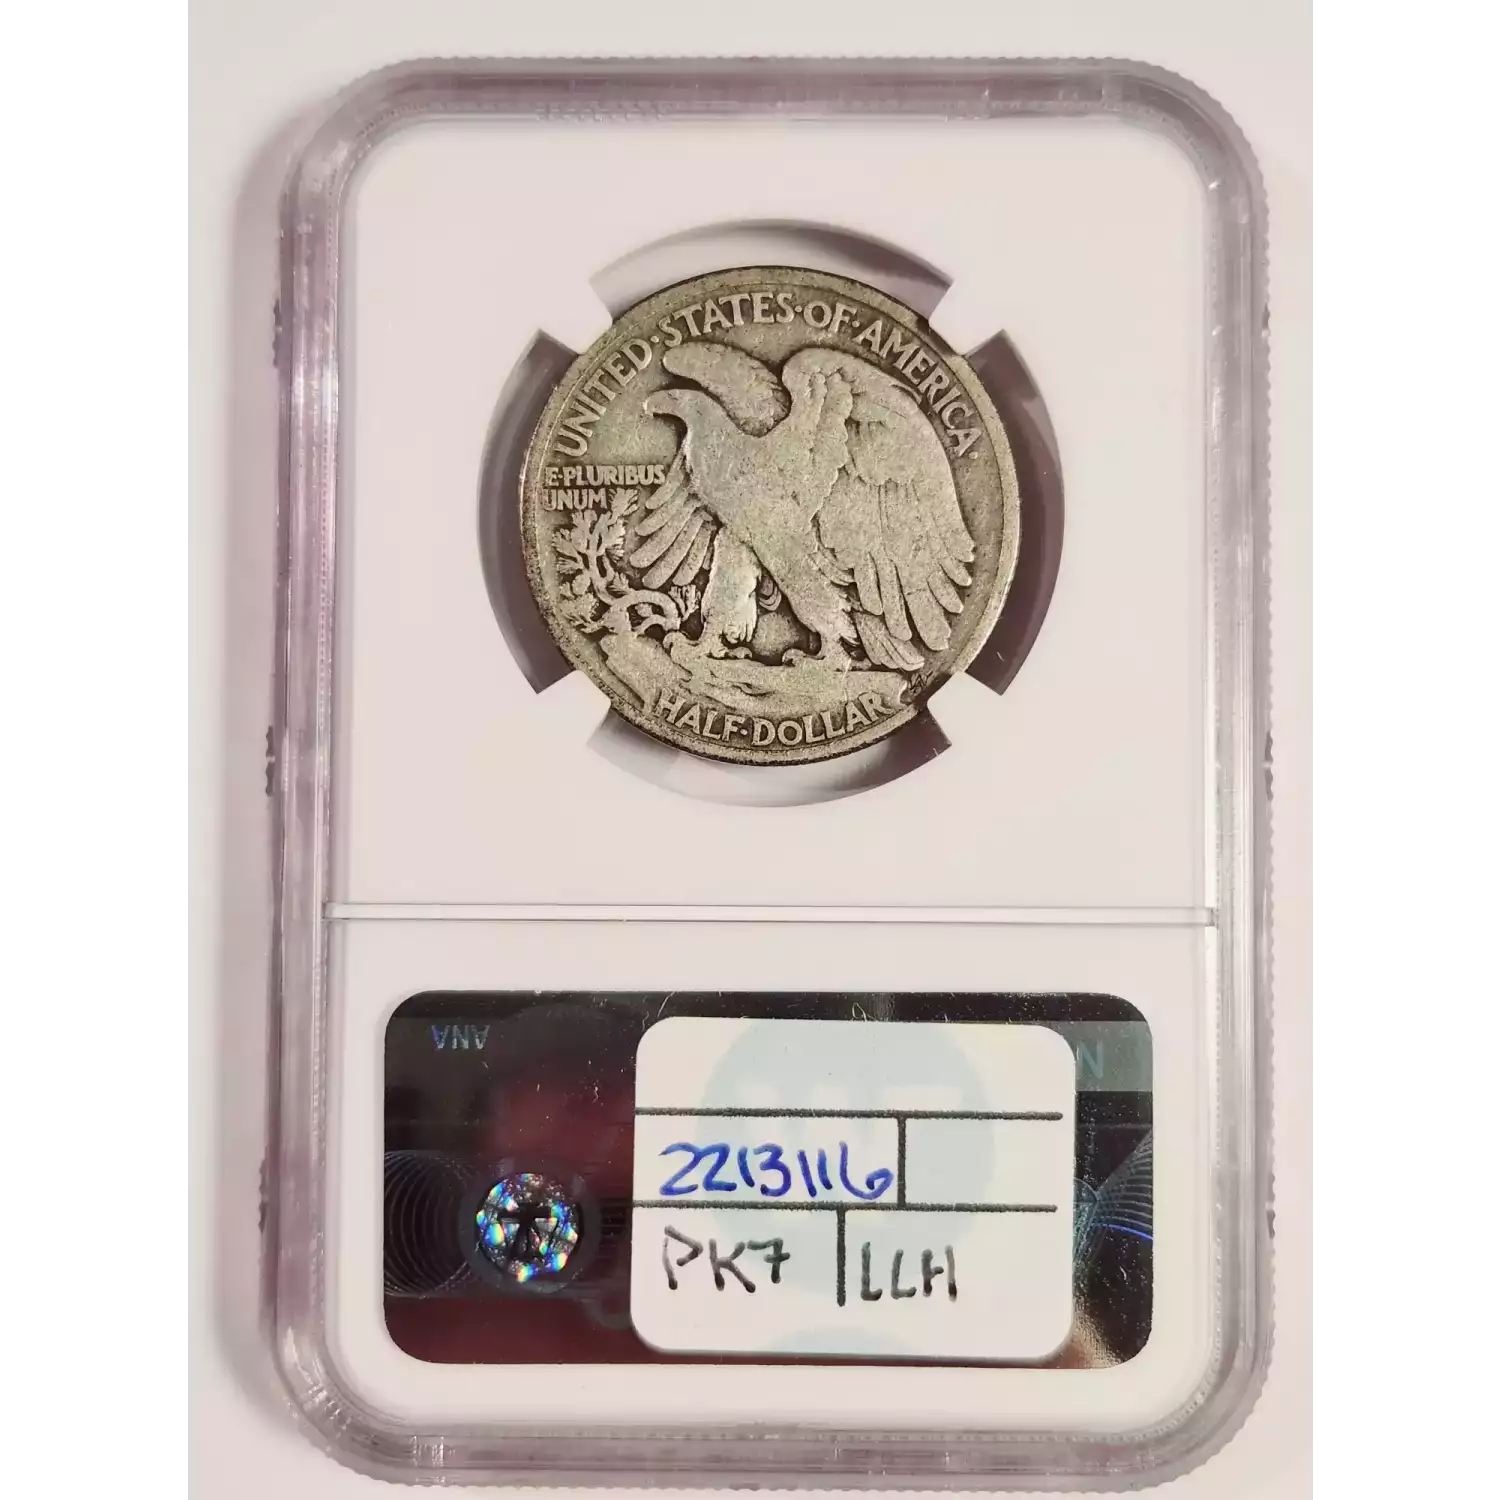 UNITED·STATES·OF·AMERICA·
E·PLURIBUS
UNUM
HALF·DOLLAR
ANA
N
2213116
PK7 LLH